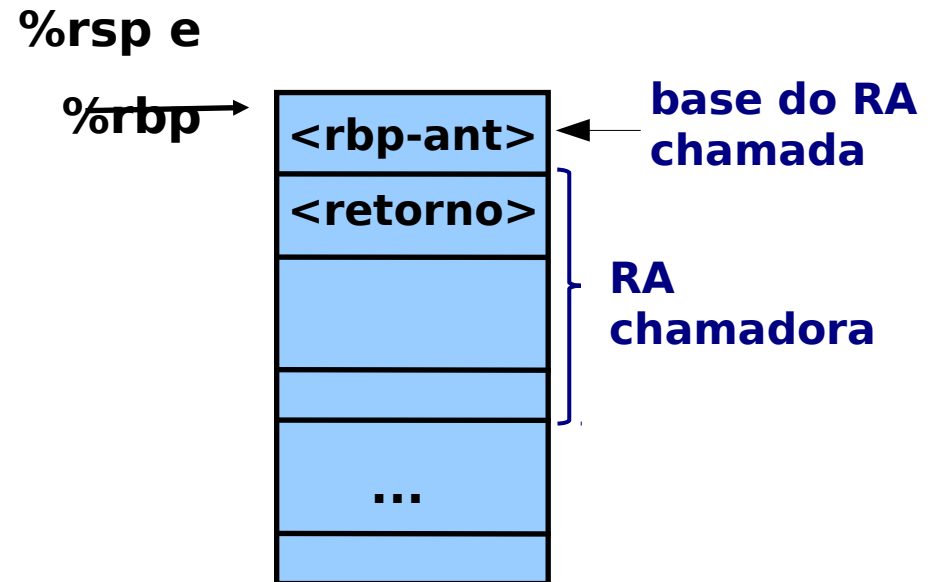 %rsp e
%rbp
<rbp-ant>
base do RA
chamada
<retorno>
RA
chamadora
...